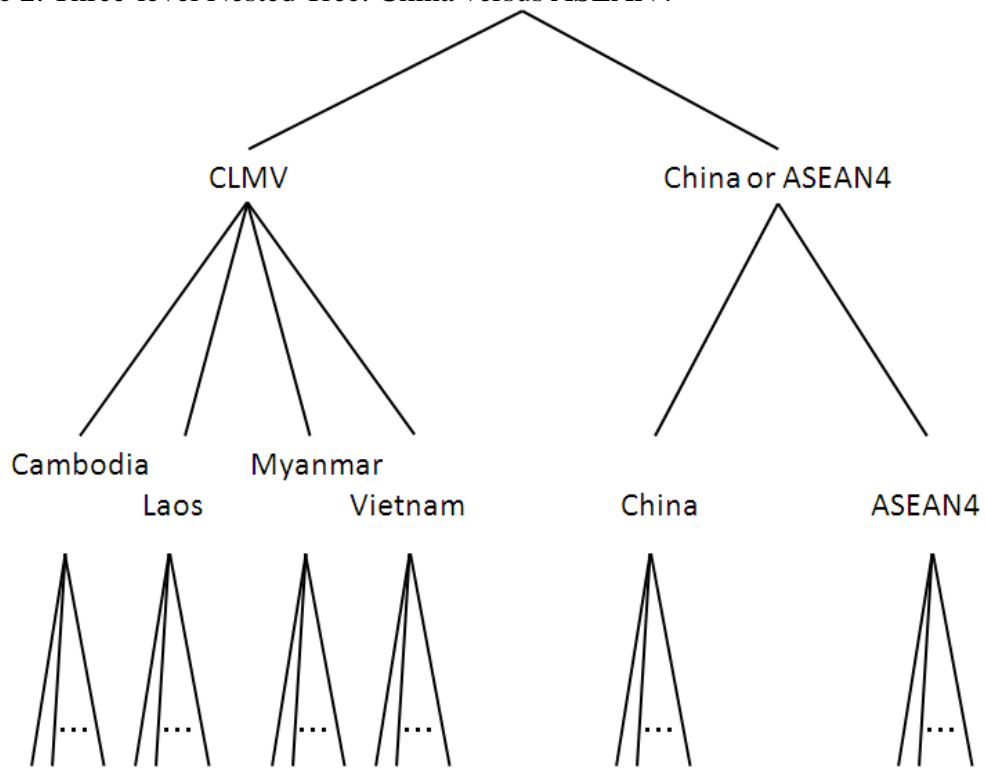 CLMV China or ASEAN4
Cambodia Myanmar
Laos Vietnam China ASEAN4
... ... ... ... ... ...